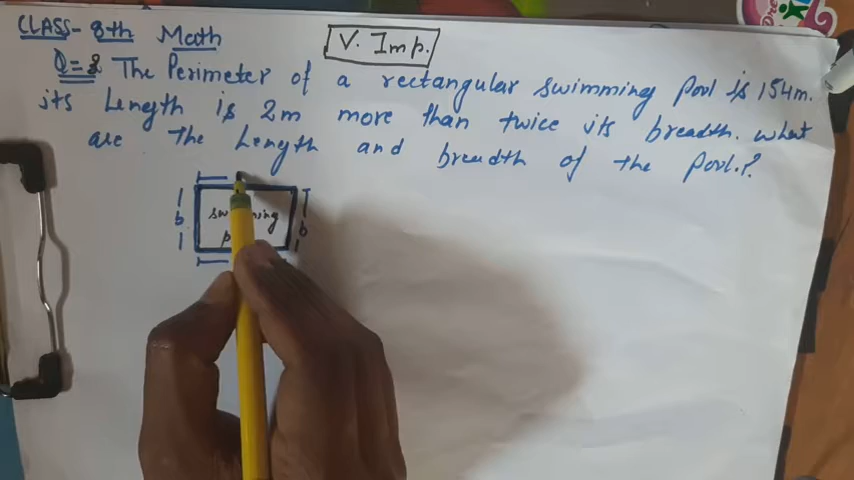 CLASS- 8th Math
V. Imp.
Q=2 The Perimeter of a rectangular swimming pool is 154m.
its Length is 2m more than twice its breadth. what
are the Length and breadth of the pool.?
b
b